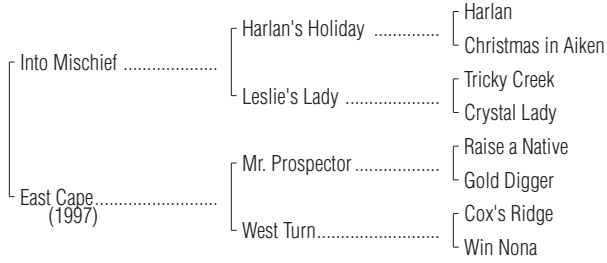 Harlan
Harlan's Holiday ..............
Christmas in Aiken
Into Mischief ....................
Tricky Creek
Leslie's Lady ....................
Crystal Lady
Raise a Native
Mr. Prospector ..................
Gold Digger
East Cape..........................
(1997)
Cox's Ridge
West Turn..........................
Win Nona